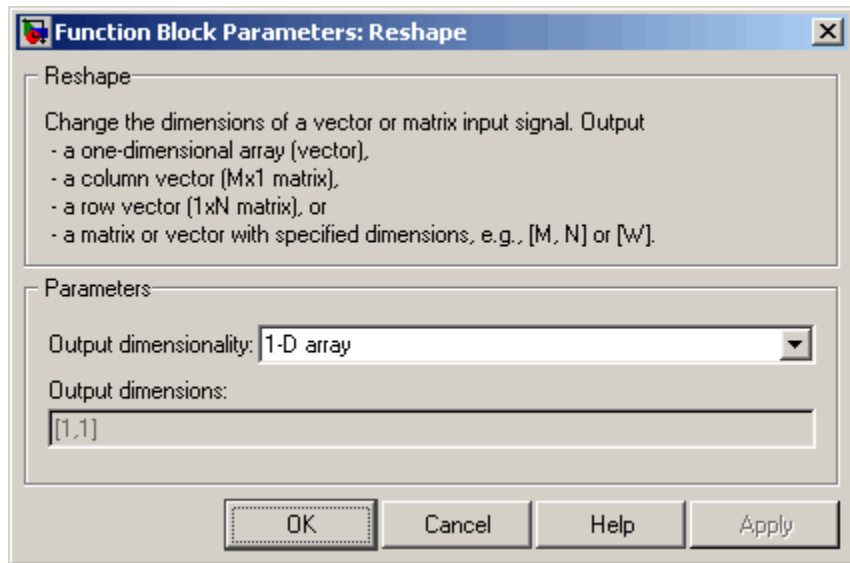 Function Block Parameters: Reshape
Reshape
Change the dimensions of a vector or matrix input signal. Output
- a one-dimensional array (vector),
- a column vector (Mx1 matrix),
- a row vector (1xN matrix), or
- a matrix or vector with specified dimensions, e.g., [M, N] or [W].
Parameters
Output dimensionality: 1-D array
Output dimensions:
[1,1]
OK Cancel Help Apply